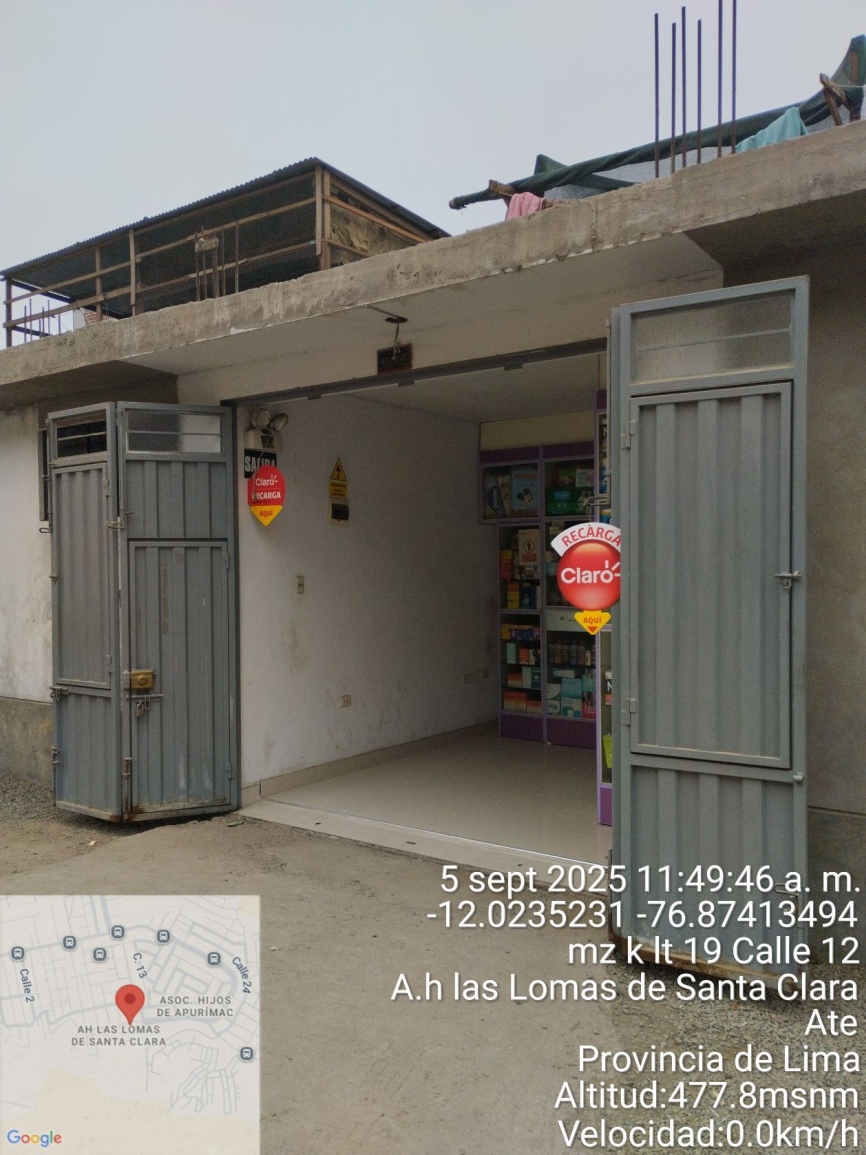 SALIDA
Claro
RECARGA
AQUÍ
RECARGA
Claro
AQUÍ
5 sept 2025 11:49:46 a. m.
-12.0235231 -76.87413494
mz k lt 19 Calle 12
A.h las Lomas de Santa Clara
Ate
Provincia de Lima
Altitud:477.8msnm
Velocidad:0.0km/h
Calle 2
C. 13
Calle 24
ASOC. HIJOS
DE APURÍMAC
AH LAS LOMAS
DE SANTA CLARA
Google